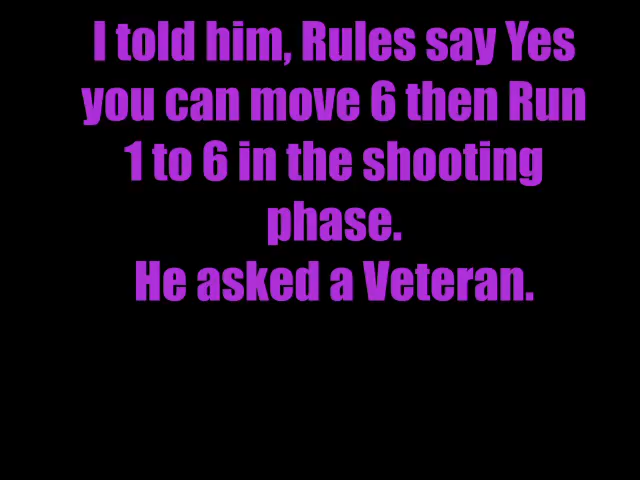 I told him, Rules say Yes
you can move 6 then Run
1 to 6 in the shooting
phase.
He asked a Veteran.